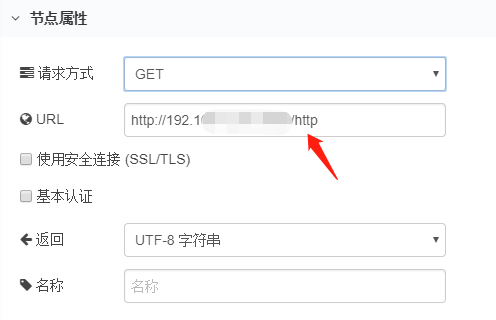 节点属性
请求方式
GET
URL
http://192.1 /http
使用安全连接 (SSL/TLS)
基本认证
返回
UTF-8 字符串
名称
名称